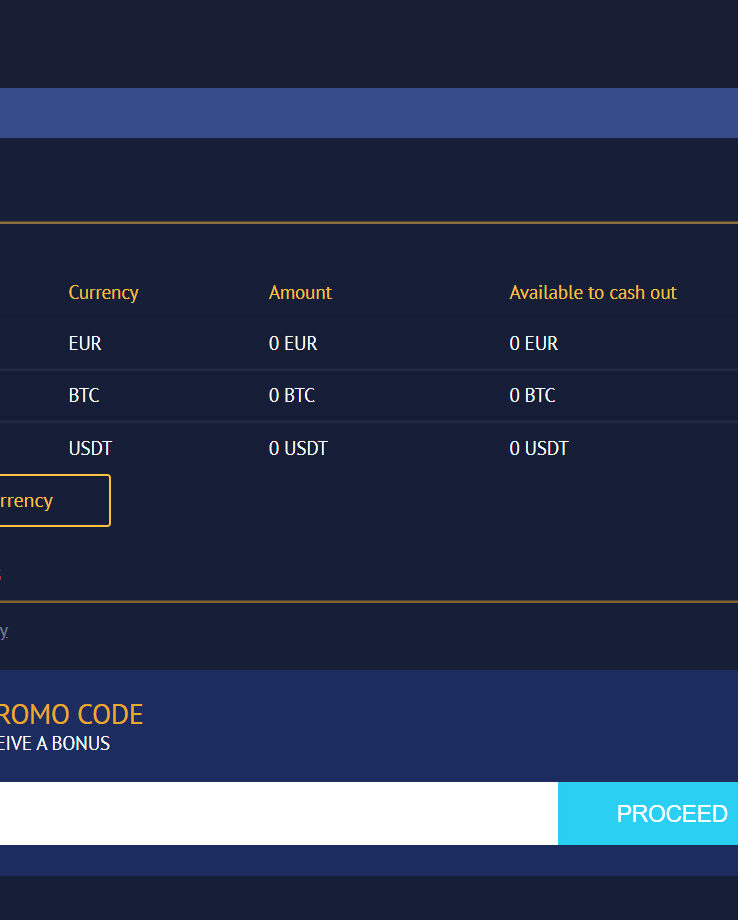 Currency Amount Available to cash out
EUR 0 EUR 0 EUR
BTC 0 BTC 0 BTC
USDT 0 USDT 0 USDT
rrency
y
ROMO CODE
EIVE A BONUS
PROCEED